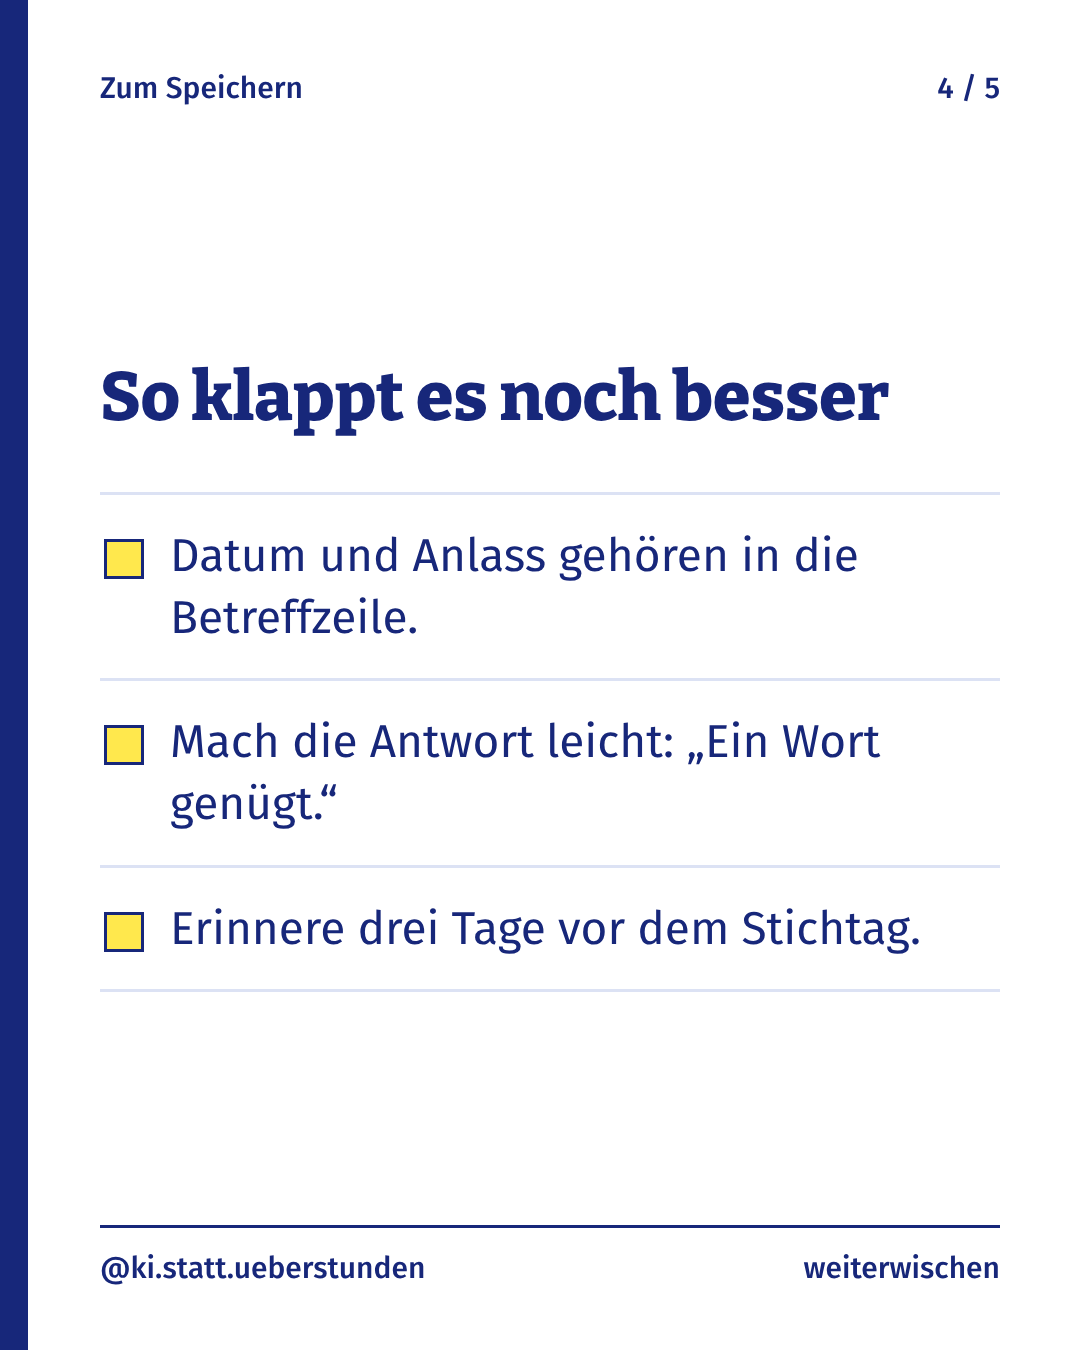 Zum Speichern
4 / 5
So klappt es noch besser
Datum und Anlass gehören in die
Betreffzeile.
Mach die Antwort leicht: „Ein Wort
genügt.“
Erinnere drei Tage vor dem Stichtag.
@ki.statt.ueberstunden
weiterwischen